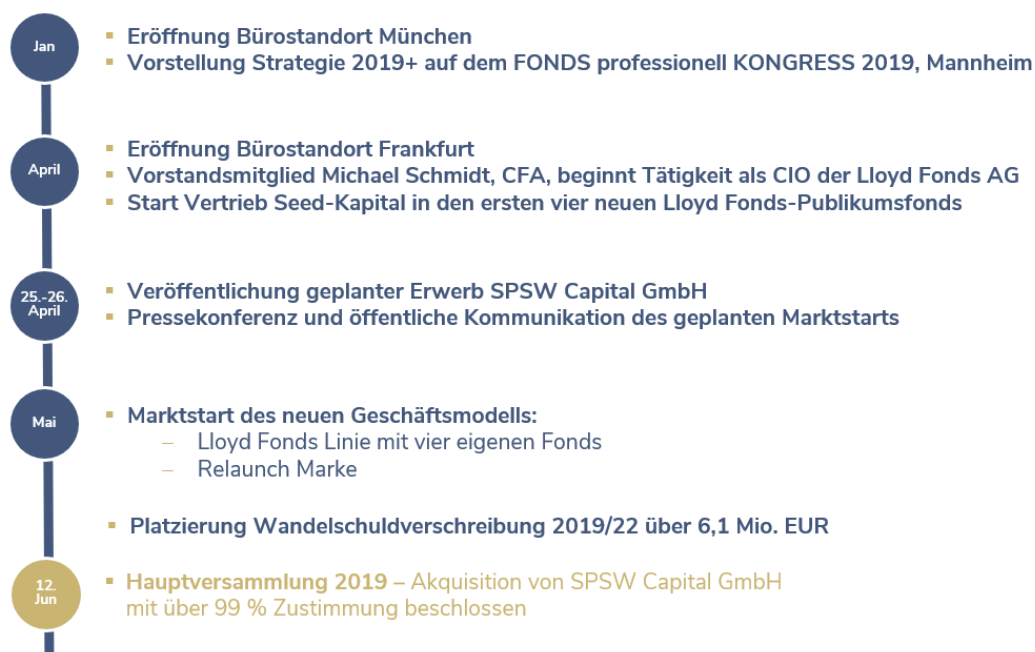 Jan
▪ Eröffnung Bürostandort München
▪ Vorstellung Strategie 2019+ auf dem FONDS professionell KONGRESS 2019, Mannheim
April
▪ Eröffnung Bürostandort Frankfurt
▪ Vorstandsmitglied Michael Schmidt, CFA, beginnt Tätigkeit als CIO der Lloyd Fonds AG
▪ Start Vertrieb Seed-Kapital in den ersten vier neuen Lloyd Fonds-Publikumsfonds
25.-26.
April
▪ Veröffentlichung geplanter Erwerb SPSW Capital GmbH
▪ Pressekonferenz und öffentliche Kommunikation des geplanten Marktstarts
Mai
▪ Marktstart des neuen Geschäftsmodells:
– Lloyd Fonds Linie mit vier eigenen Fonds
– Relaunch Marke
▪ Platzierung Wandelschuldverschreibung 2019/22 über 6,1 Mio. EUR
12.
Jun
▪ Hauptversammlung 2019 – Akquisition von SPSW Capital GmbH
mit über 99 % Zustimmung beschlossen